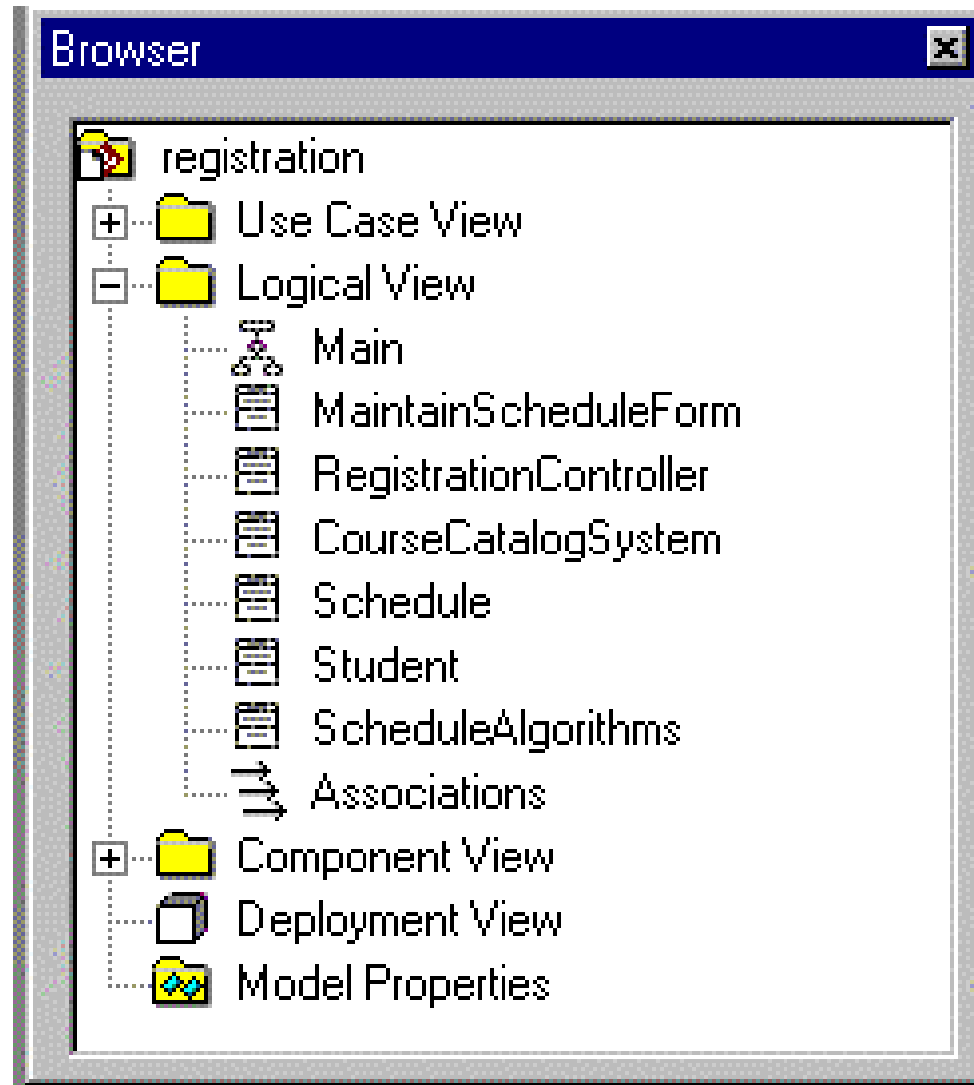 Browser
registration
Use Case View
Logical View
Main
MaintainScheduleForm
RegistrationController
CourseCatalogSystem
Schedule
Student
ScheduleAlgorithms
Associations
Component View
Deployment View
Model Properties